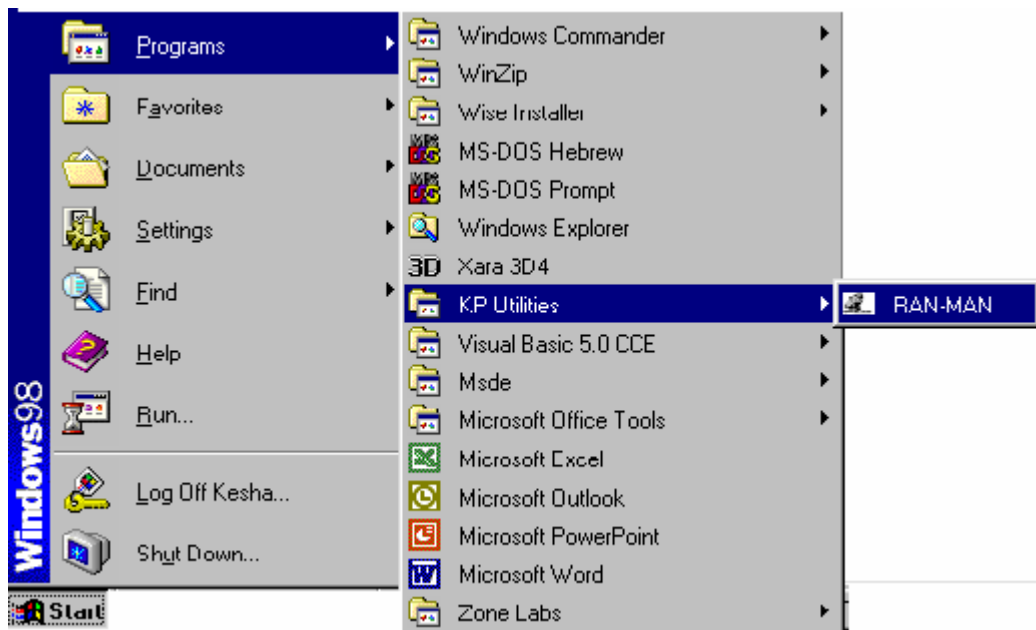 Programs
Favorites
Documents
Settings
Find
Help
Run...
Log Off Kesha...
Shut Down...
Windows98
Start
Windows Commander
WinZip
Wise Installer
MS-DOS Hebrew
MS-DOS Prompt
Windows Explorer
3D Xara 3D4
KP Utilities
Visual Basic 5.0 CCE
Msde
Microsoft Office Tools
Microsoft Excel
Microsoft Outlook
Microsoft PowerPoint
Microsoft Word
Zone Labs
RAN-MAN